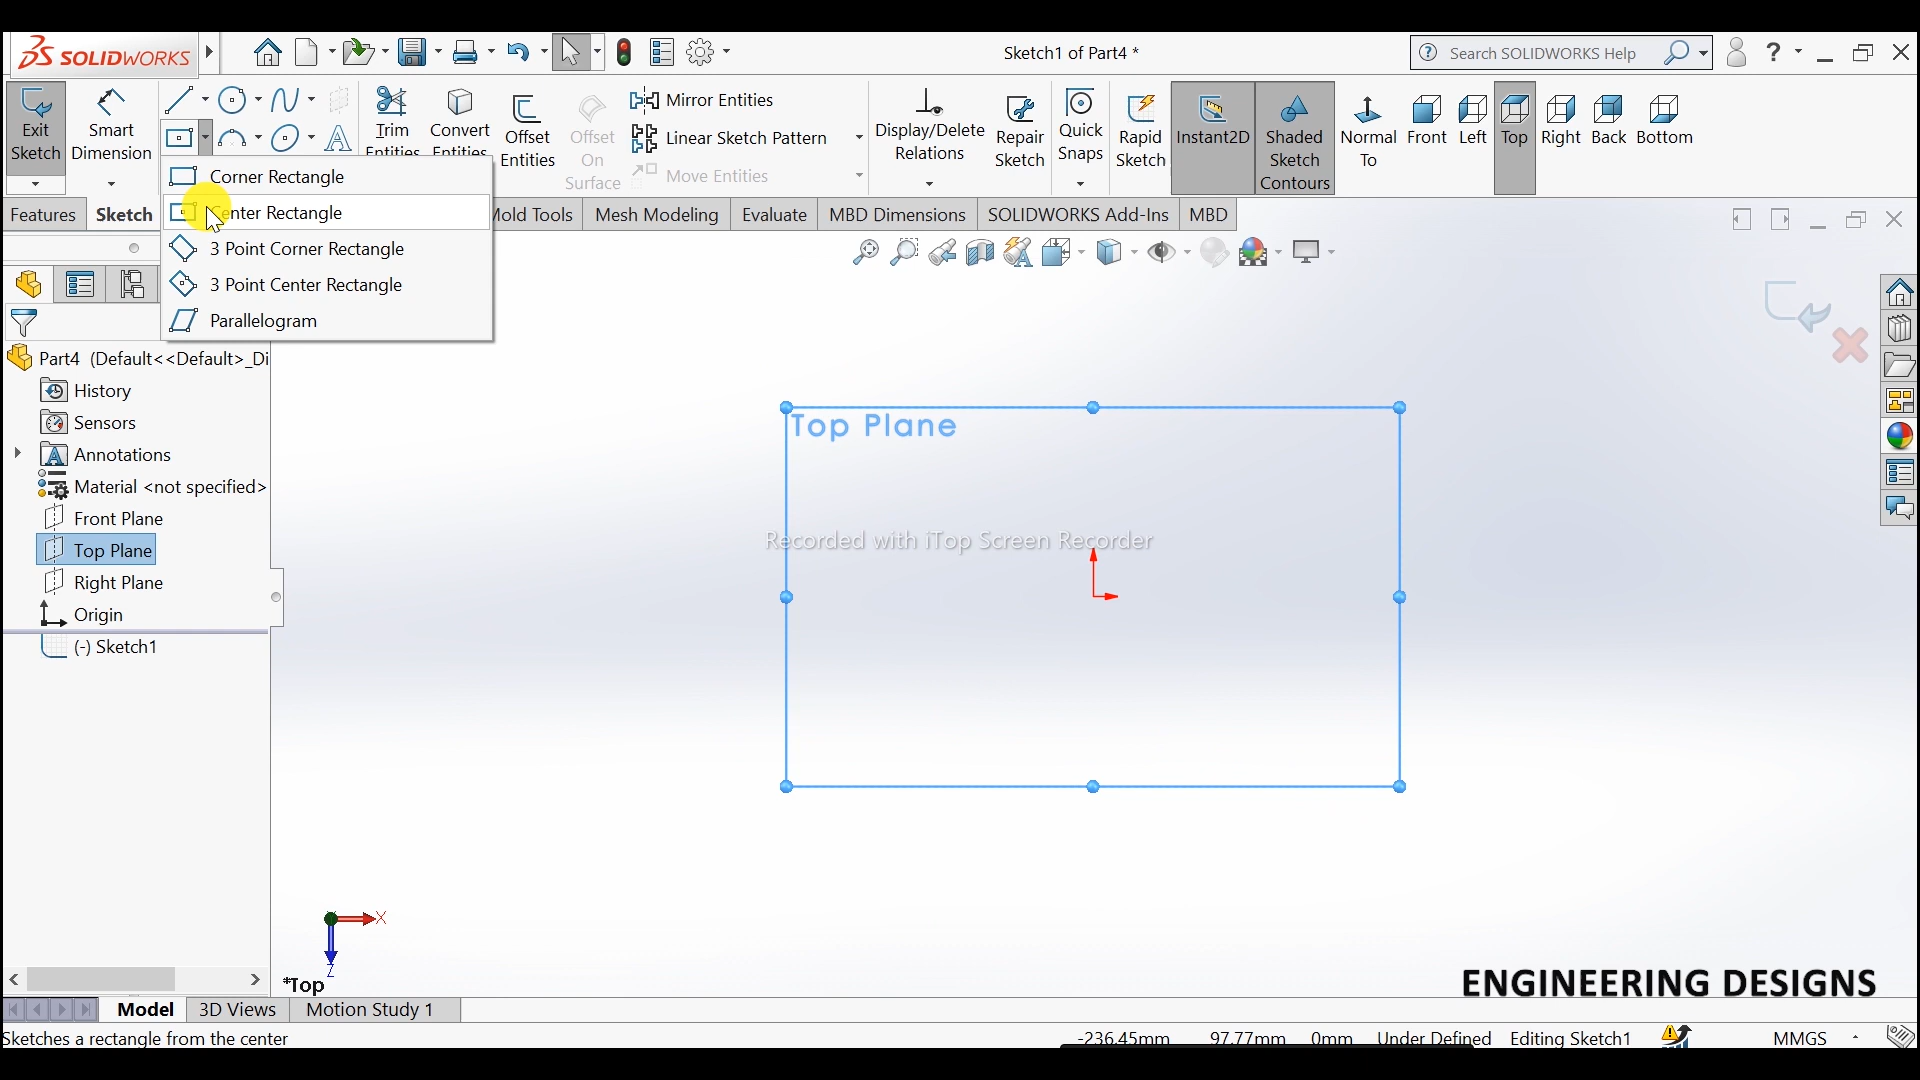 SOLIDWORKS
Sketch1 of Part4 *
Search SOLIDWORKS Help
Exit Sketch
Smart Dimension
Trim Entities
Convert Entities
Offset Entities
Offset On Surface
Mirror Entities
Linear Sketch Pattern
Move Entities
Display/Delete Relations
Repair Sketch
Quick Snaps
Rapid Sketch
Instant2D
Shaded Sketch Contours
Normal To
Front
Left
Top
Right
Back
Bottom
Corner Rectangle
Center Rectangle
3 Point Corner Rectangle
3 Point Center Rectangle
Parallelogram
Features
Sketch
Mold Tools
Mesh Modeling
Evaluate
MBD Dimensions
SOLIDWORKS Add-Ins
MBD
Part4 (Default<<Default>_Di
History
Sensors
Annotations
Material <not specified>
Front Plane
Top Plane
Right Plane
Origin
(-) Sketch1
Top Plane
Recorded with iTop Screen Recorder
X
Z
*Top
ENGINEERING DESIGNS
Model
3D Views
Motion Study 1
Sketches a rectangle from the center
-236.45mm
97.77mm
0mm
Under Defined
Editing Sketch1
MMGS